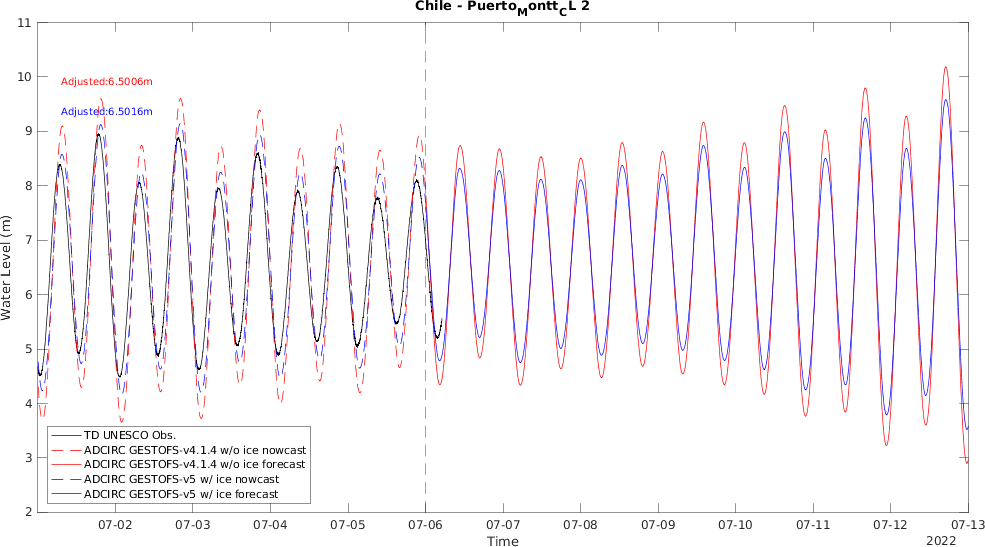 Chile - Puerto_Montt_CL 2
11
10
9
8
7
6
5
4
3
2
Water Level (m)
Adjusted:6.5006m
Adjusted:6.5016m
TD UNESCO Obs.
ADCIRC GESTOFS-v4.1.4 w/o ice nowcast
ADCIRC GESTOFS-v4.1.4 w/o ice forecast
ADCIRC GESTOFS-v5 w/ ice nowcast
ADCIRC GESTOFS-v5 w/ ice forecast
07-02 07-03 07-04 07-05 07-06 07-07 07-08 07-09 07-10 07-11 07-12 07-13
Time
2022